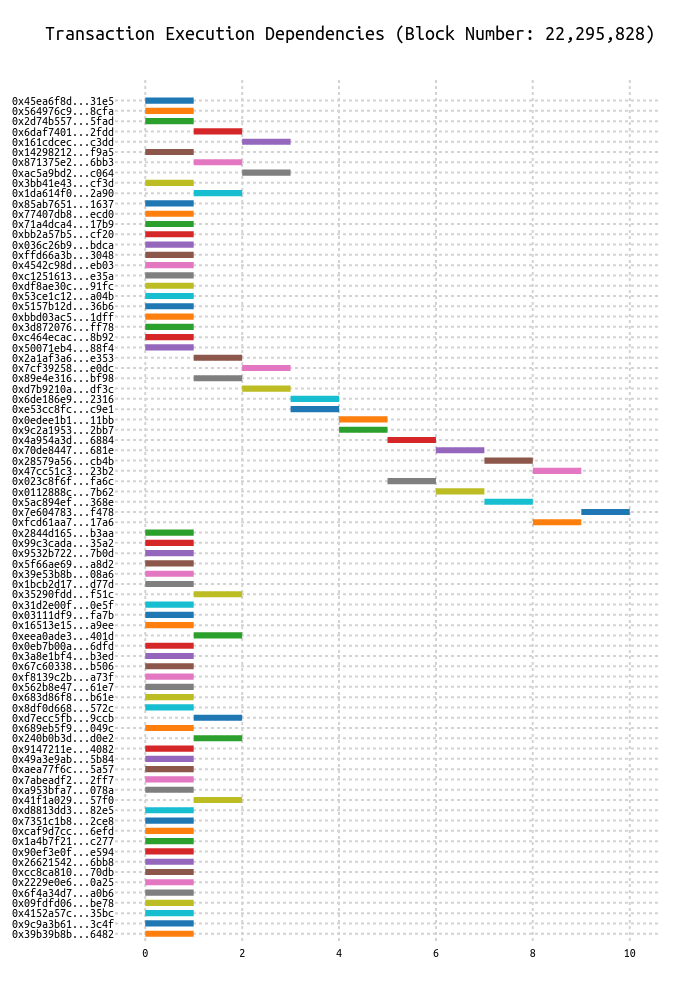 Transaction Execution Dependencies (Block Number: 22,295,828)
0x45ea6f8d...31e5
0x564976c9...8cfa
0x2d74b557...5fad
0x6daf7401...2fdd
0x161cdcec...c3dd
0x14298212...f9a5
0x871375e2...6bb3
0xac5a9bd2...c064
0x3bb41e43...cf3d
0x1da614f0...2a90
0x85ab7651...1637
0x77407db8...ecd0
0x71a4dca4...17b9
0xbb2a57b5...cf20
0x036c26b9...bdca
0xffd66a3b...3048
0x4542c98d...eb03
0xc1251613...e35a
0xdf8ae30c...91fc
0x53ce1c12...a04b
0x5157b12d...36b6
0xbbd03ac5...1dff
0x3d872076...ff78
0xc464ecac...8b92
0x50071eb4...88f4
0x2a1af3a6...e353
0x7cf39258...e0dc
0x89e4e316...bf98
0xd7b9210a...df3c
0x6de186e9...2316
0xe53cc8fc...c9e1
0x0edee1b1...11bb
0x9c2a1953...2bb7
0x4a954a3d...6884
0x70de8447...681e
0x28579a56...cb4b
0x47cc51c3...23b2
0x023c8f6f...fa6c
0x0112888c...7b62
0x5ac894ef...368e
0x7e604783...f478
0xfcd61aa7...17a6
0x2844d165...b3aa
0x99c3cada...35a2
0x9532b722...7b0d
0x5f66ae69...a8d2
0x39e53b8b...08a6
0x1bcb2d17...d77d
0x35290fdd...f51c
0x31d2e00f...0e5f
0x03111df9...fa7b
0x16513e15...a9ee
0xeea0ade3...401d
0x0eb7b00a...6dfd
0x3a8e1bf4...b3ed
0x67c60338...b506
0xf8139c2b...a73f
0x562b8e47...61e7
0x683d86f8...b61e
0x8df0d668...572c
0xd7ecc5fb...9ccb
0x689eb5f9...049c
0x240b0b3d...d0e2
0x9147211e...4082
0x49a3e9ab...5b84
0xaea77f6c...5a57
0x7abeadf2...2ff7
0xa953bfa7...078a
0x41f1a029...57f0
0xd8813dd3...82e5
0x7351c1b8...2ce8
0xcaf9d7cc...6efd
0x1a4b7f21...c277
0x90ef3e0f...e594
0x26621542...6bb8
0xcc8ca810...70db
0x2229e0e6...0a25
0x6f4a34d7...a0b6
0x09fdfd06...be78
0x4152a57c...35bc
0x9c9a3b61...3c4f
0x39b39b8b...6482
0 2 4 6 8 10